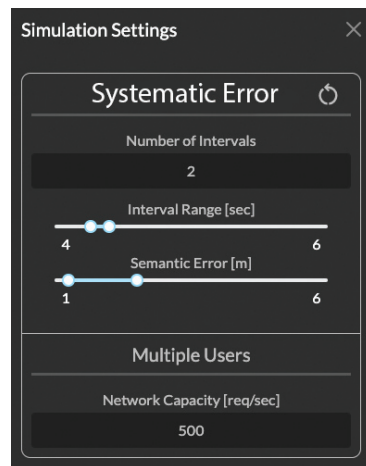 Simulation Settings
Systematic Error
Number of Intervals
2
Interval Range [sec]
4 6
Semantic Error [m]
1 6
Multiple Users
Network Capacity [req/sec]
500